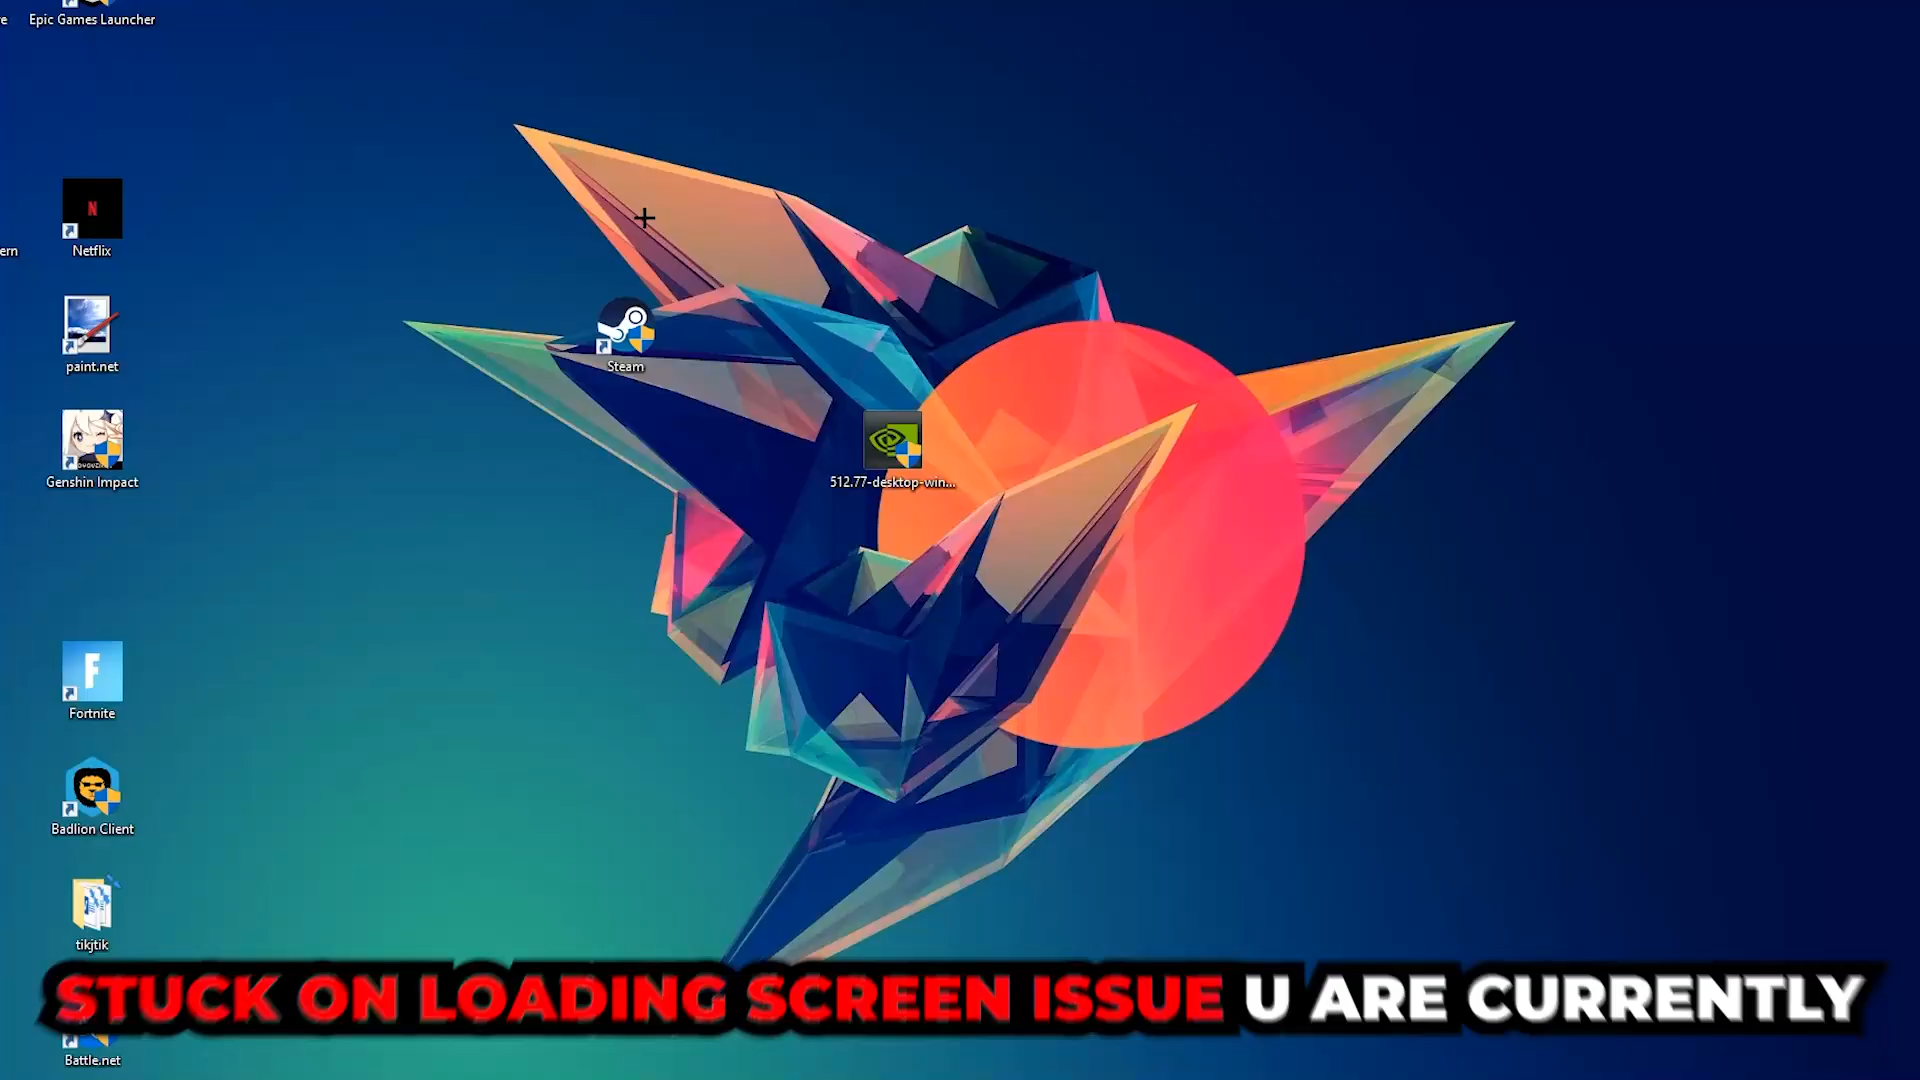 Epic Games Launcher
N
Netflix
ern
paint.net
Steam
Genshin Impact
512.77-desktop-win...
F
Fortnite
Badlion Client
tikjtik
STUCK ON LOADING SCREEN ISSUE U ARE CURRENTLY
Battle.net